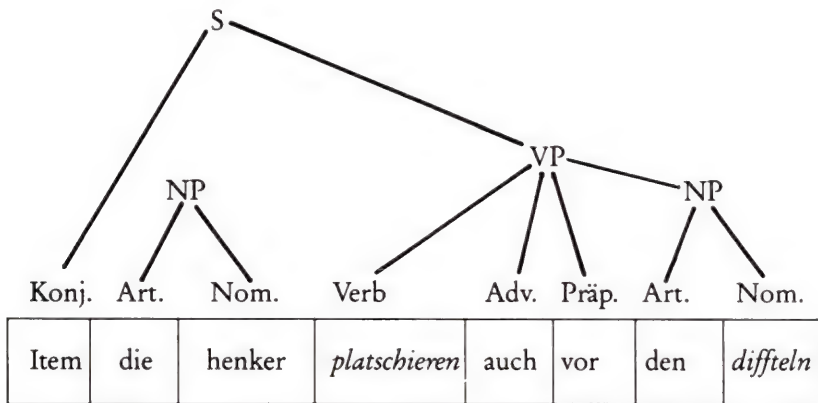 S
VP
NP NP
Konj. Art. Nom. Verb Adv. Präp. Art. Nom.
Item die henker platschieren auch vor den diffteln